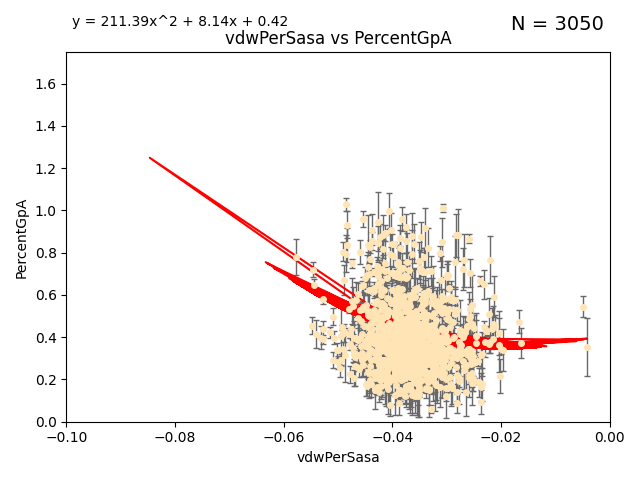 y = 211.39x^2 + 8.14x + 0.42
N = 3050
vdwPerSasa vs PercentGpA
PercentGpA
1.6
1.4
1.2
1.0
0.8
0.6
0.4
0.2
0.0
−0.10 −0.08 −0.06 −0.04 −0.02 0.00
vdwPerSasa